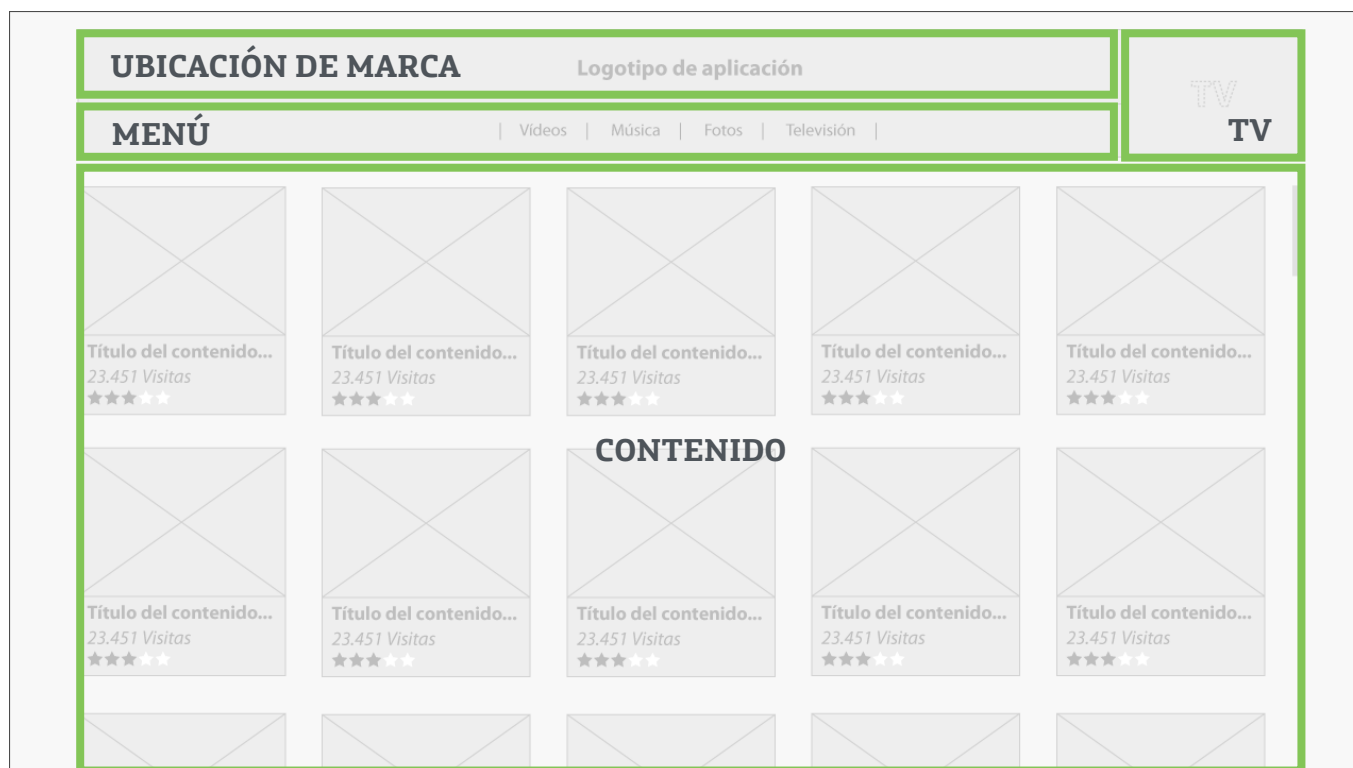 UBICACIÓN DE MARCA Logotipo de aplicación
TV
MENÚ | Vídeos | Música | Fotos | Televisión |
TV
Título del contenido... Título del contenido... Título del contenido... Título del contenido... Título del contenido...
23.451 Visitas 23.451 Visitas 23.451 Visitas 23.451 Visitas 23.451 Visitas
CONTENIDO
Título del contenido... Título del contenido... Título del contenido... Título del contenido... Título del contenido...
23.451 Visitas 23.451 Visitas 23.451 Visitas 23.451 Visitas 23.451 Visitas